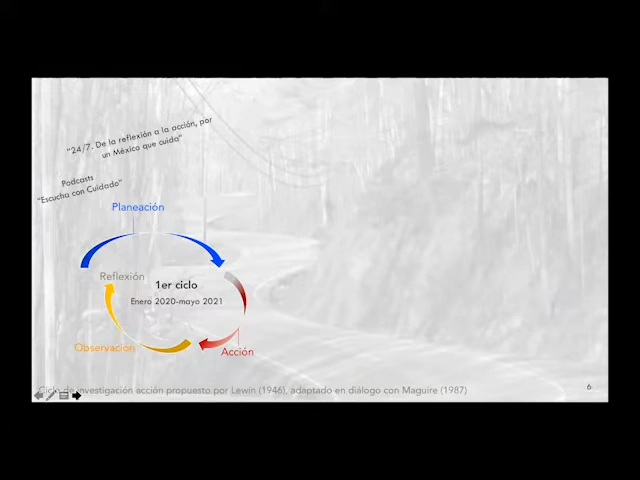 "24/7. De la reflexión a la acción, por
un México que cuida"
Podcasts
"Escucha con Cuidado"
Planeación
Reflexión
1er ciclo
Enero 2020-mayo 2021
Observación
Acción
Ciclo de investigación acción propuesto por Lewin (1946), adaptado en diálogo con Maguire (1987)
6